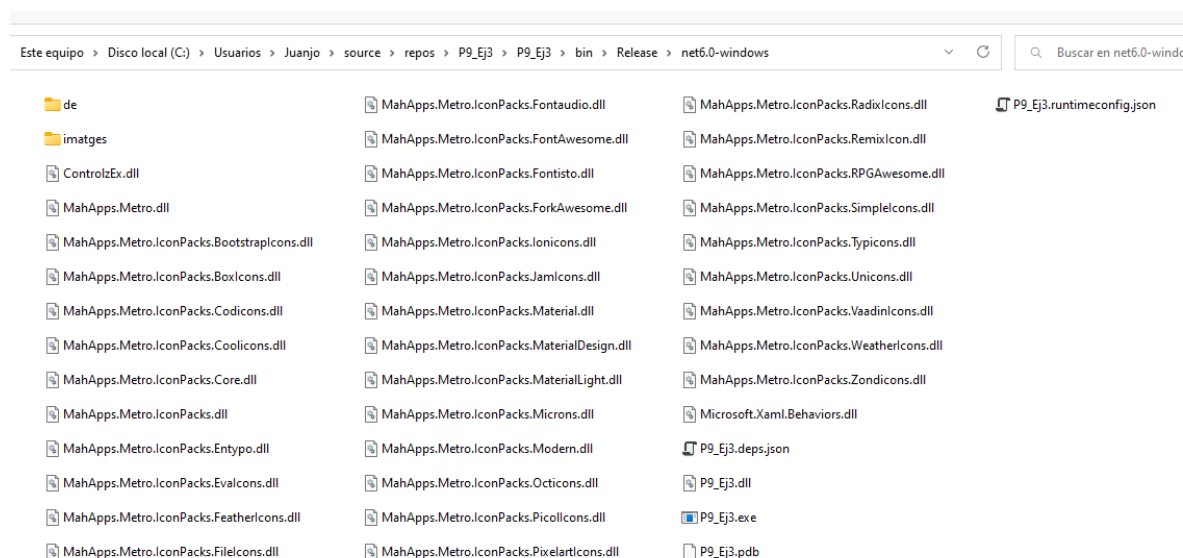 Este equipo > Disco local (C:) > Usuarios > Juanjo > source > repos > P9_Ej3 > P9_Ej3 > bin > Release > net6.0-windows
Buscar en net6.0-windo
de
imatges
ControlzEx.dll
MahApps.Metro.dll
MahApps.Metro.IconPacks.BootstrapIcons.dll
MahApps.Metro.IconPacks.BoxIcons.dll
MahApps.Metro.IconPacks.Codicons.dll
MahApps.Metro.IconPacks.Coolicons.dll
MahApps.Metro.IconPacks.Core.dll
MahApps.Metro.IconPacks.dll
MahApps.Metro.IconPacks.Entypo.dll
MahApps.Metro.IconPacks.EvaIcons.dll
MahApps.Metro.IconPacks.FeatherIcons.dll
MahApps.Metro.IconPacks.FileIcons.dll
MahApps.Metro.IconPacks.Fontaudio.dll
MahApps.Metro.IconPacks.FontAwesome.dll
MahApps.Metro.IconPacks.Fontisto.dll
MahApps.Metro.IconPacks.ForkAwesome.dll
MahApps.Metro.IconPacks.Ionicons.dll
MahApps.Metro.IconPacks.JamIcons.dll
MahApps.Metro.IconPacks.Material.dll
MahApps.Metro.IconPacks.MaterialDesign.dll
MahApps.Metro.IconPacks.MaterialLight.dll
MahApps.Metro.IconPacks.Microns.dll
MahApps.Metro.IconPacks.Modern.dll
MahApps.Metro.IconPacks.Octicons.dll
MahApps.Metro.IconPacks.PicolIcons.dll
MahApps.Metro.IconPacks.PixelartIcons.dll
MahApps.Metro.IconPacks.RadixIcons.dll
MahApps.Metro.IconPacks.RemixIcon.dll
MahApps.Metro.IconPacks.RPGAwesome.dll
MahApps.Metro.IconPacks.SimpleIcons.dll
MahApps.Metro.IconPacks.Typicons.dll
MahApps.Metro.IconPacks.Unicons.dll
MahApps.Metro.IconPacks.VaadinIcons.dll
MahApps.Metro.IconPacks.WeatherIcons.dll
MahApps.Metro.IconPacks.Zondicons.dll
Microsoft.Xaml.Behaviors.dll
P9_Ej3.deps.json
P9_Ej3.dll
P9_Ej3.exe
P9_Ej3.pdb
P9_Ej3.runtimeconfig.json